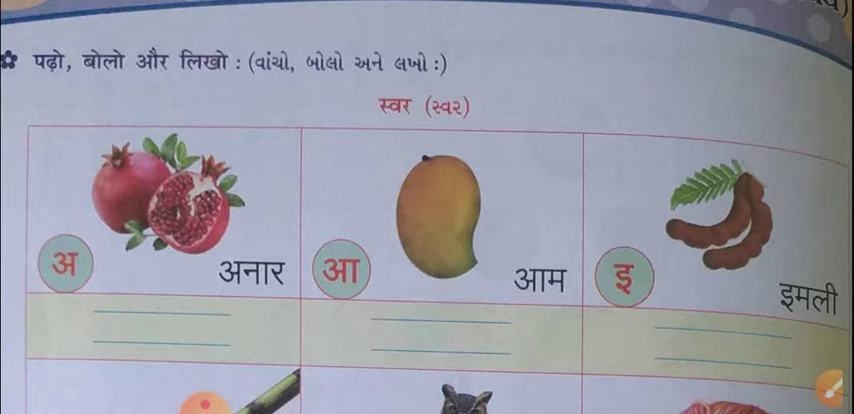 पढ़ो, बोलो और लिखो : (વાંચો, બોલો અને લખો :)
स्वर (સ્વર)
अ अनार
आ आम
इ इमली